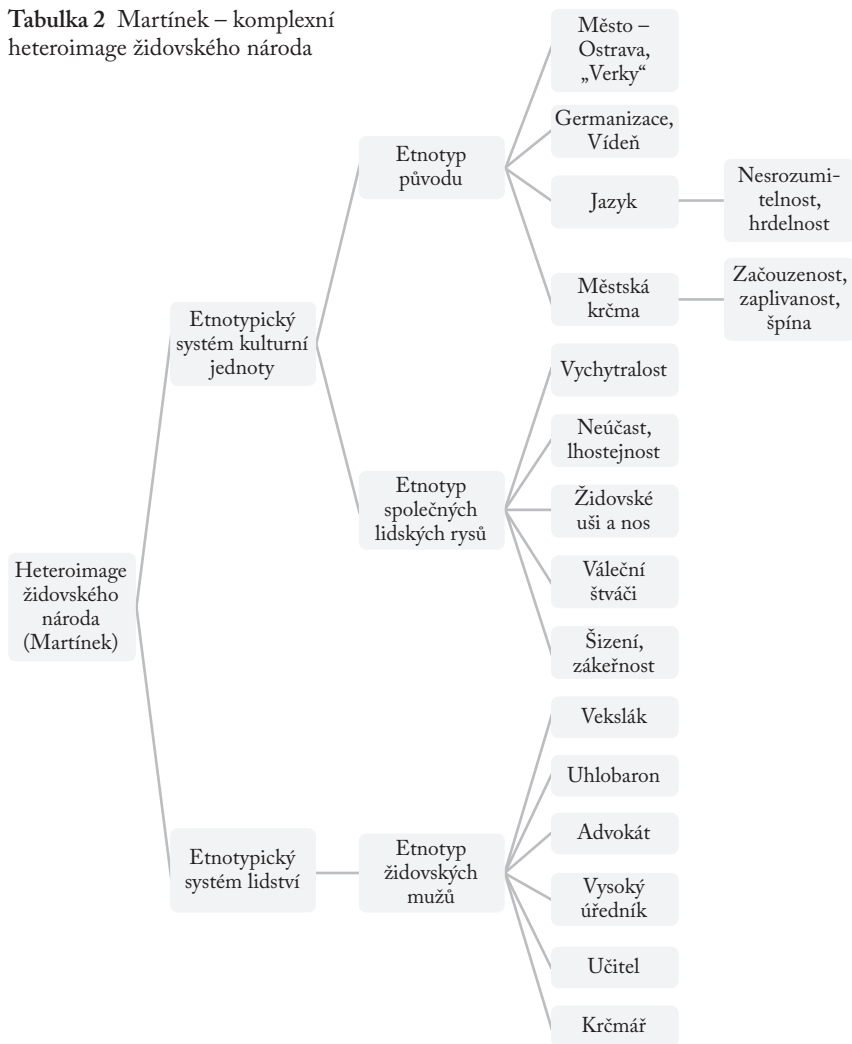 Tabulka 2 Martínek – komplexní
heteroimage židovského národa
Město –
Ostrava,
„Verky“
Germanizace,
Vídeň
Etnotyp
původu
Jazyk
Nesrozumi-
telnost,
hrdelnost
Městská
krčma
Začouzenost,
zaplivanost,
špína
Etnotypický
systém kulturní
jednoty
Vychytralost
Neúčast,
lhostejnost
Etnotyp
společných
lidských rysů
Židovské
uši a nos
Váleční
štváči
Šizení,
zákeřnost
Heteroimage
židovského
národa
(Martínek)
Vekslák
Uhlobaron
Advokát
Etnotypický
systém lidství
Etnotyp
židovských
mužů
Vysoký
úředník
Učitel
Krčmář